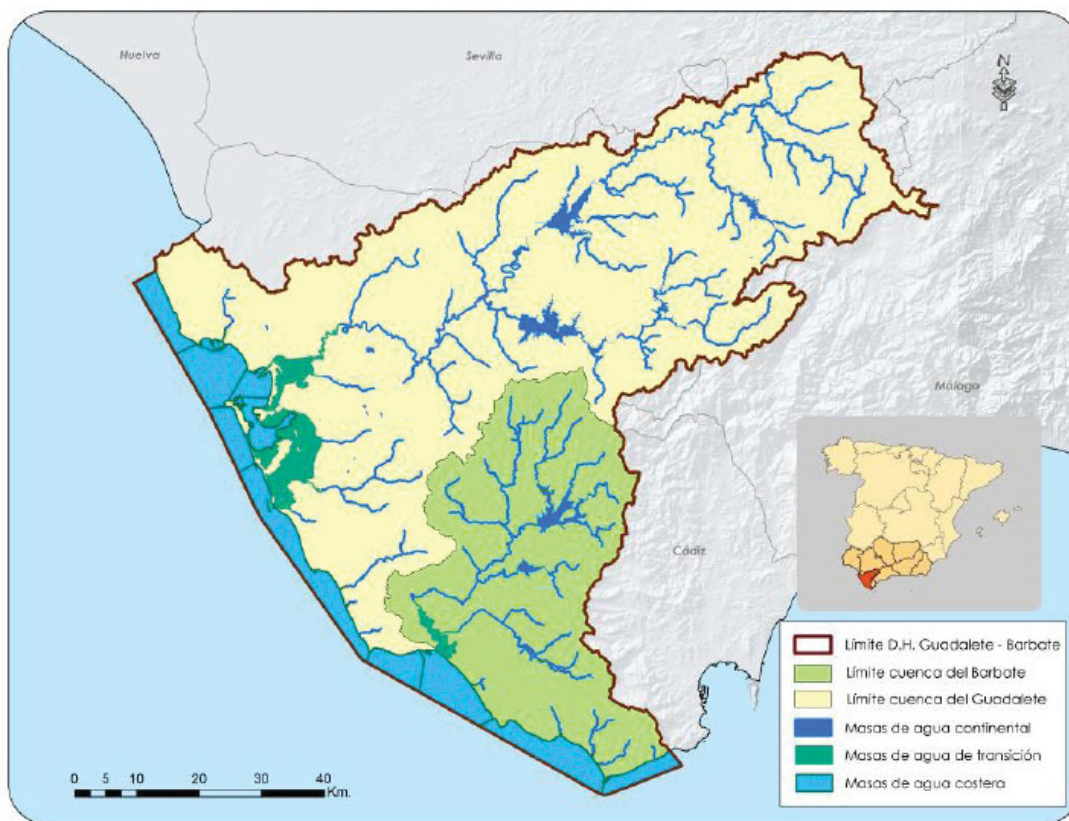 Huelva
Sevilla
N
Málaga
Cádiz
Límite D.H. Guadalete - Barbate
Límite cuenca del Barbate
Límite cuenca del Guadalete
Masas de agua continental
Masas de agua de transición
Masas de agua costera
0 5 10 20 30 40
Km.